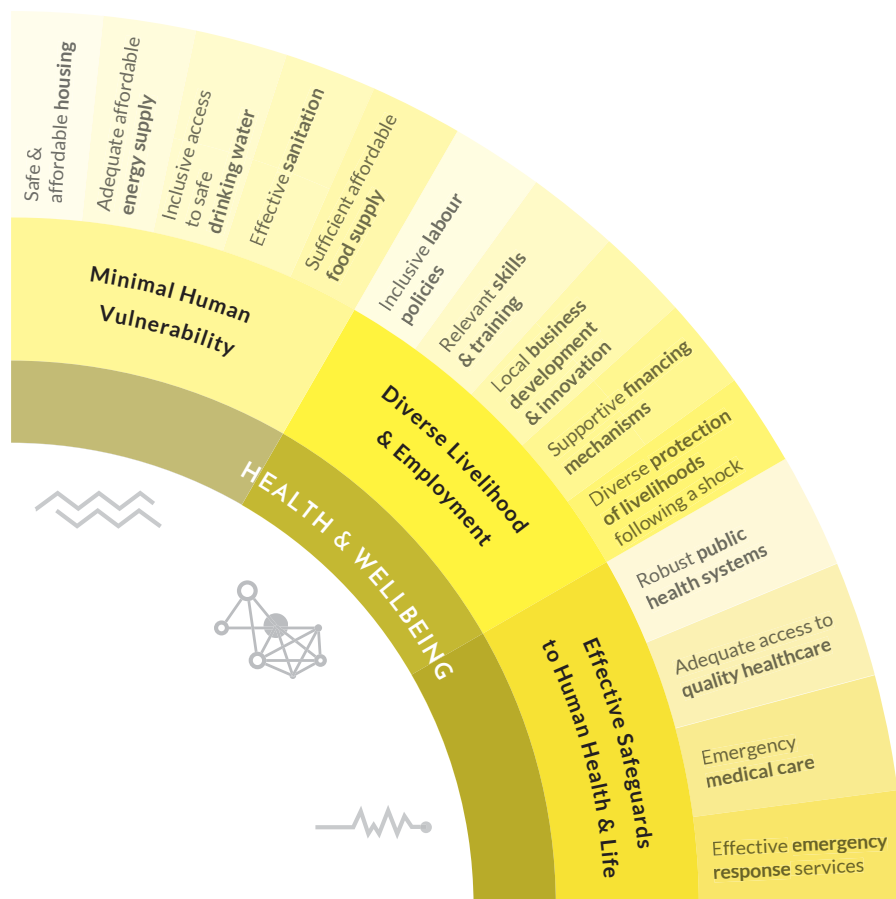 Safe &
affordable housing
Adequate affordable
energy supply
Inclusive access
to safe
drinking water
Effective sanitation
Sufficient affordable
food supply
Inclusive labour
policies
Relevant skills
& training
Local business
development
& innovation
Supportive financing
mechanisms
Diverse protection
of livelihoods
following a shock
Robust public
health systems
Adequate access to
quality healthcare
Emergency
medical care
Effective emergency
response services
Minimal Human
Vulnerability
Diverse Livelihood
& Employment
Effective Safeguards
to Human Health & Life
HEALTH & WELLBEING